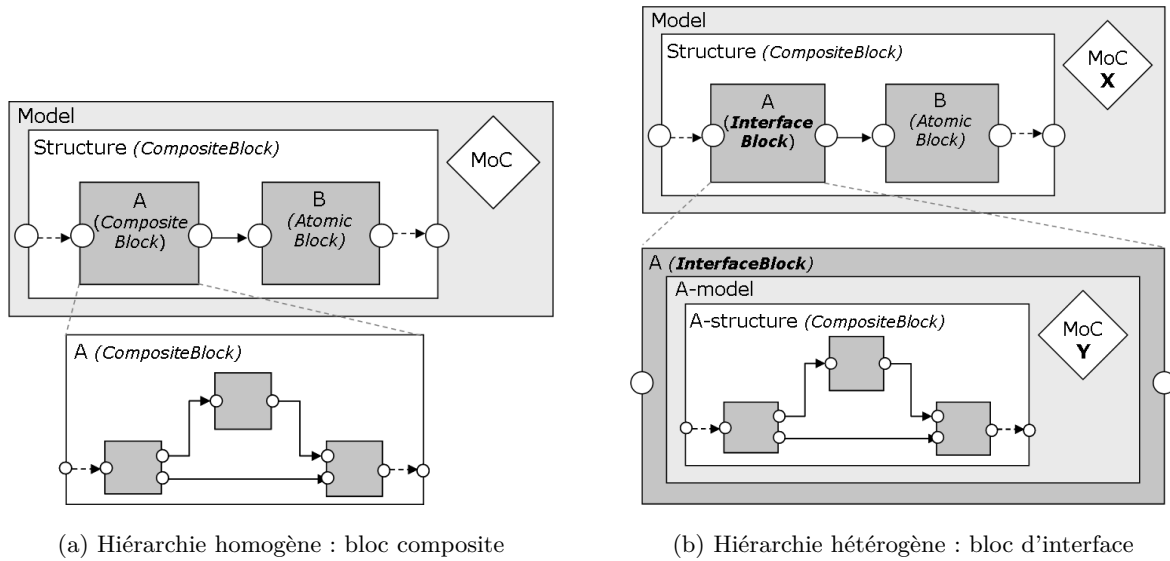 Model
Structure (CompositeBlock)
MoC
A
(Composite
Block)
B
(Atomic
Block)
A (CompositeBlock)
(a) Hiérarchie homogène : bloc composite
Model
Structure (CompositeBlock)
MoC
X
A
(Interface
Block)
B
(Atomic
Block)
A (InterfaceBlock)
A-model
A-structure (CompositeBlock)
MoC
Y
(b) Hiérarchie hétérogène : bloc d'interface